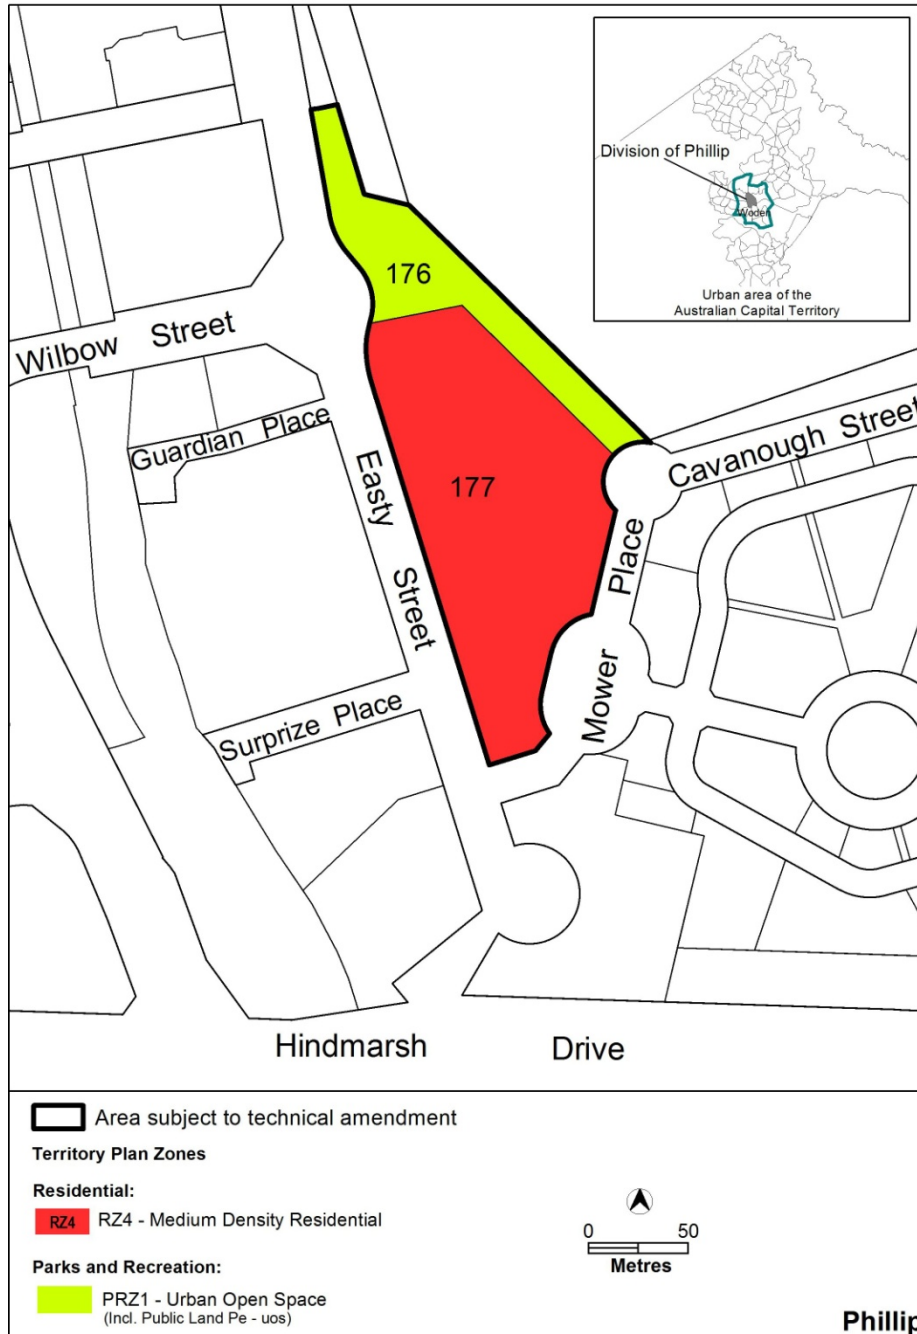 Division of Phillip
Woden
Urban area of the
Australian Capital Territory
176
Wilbow Street
Guardian Place
Cavanough Street
177
Easty Street
Mower Place
Surprize Place
Hindmarsh Drive
Area subject to technical amendment
Territory Plan Zones
Residential:
RZ4 RZ4 - Medium Density Residential
0 50
Metres
Parks and Recreation:
PRZ1 - Urban Open Space
(Incl. Public Land Pe - uos)
Phillip